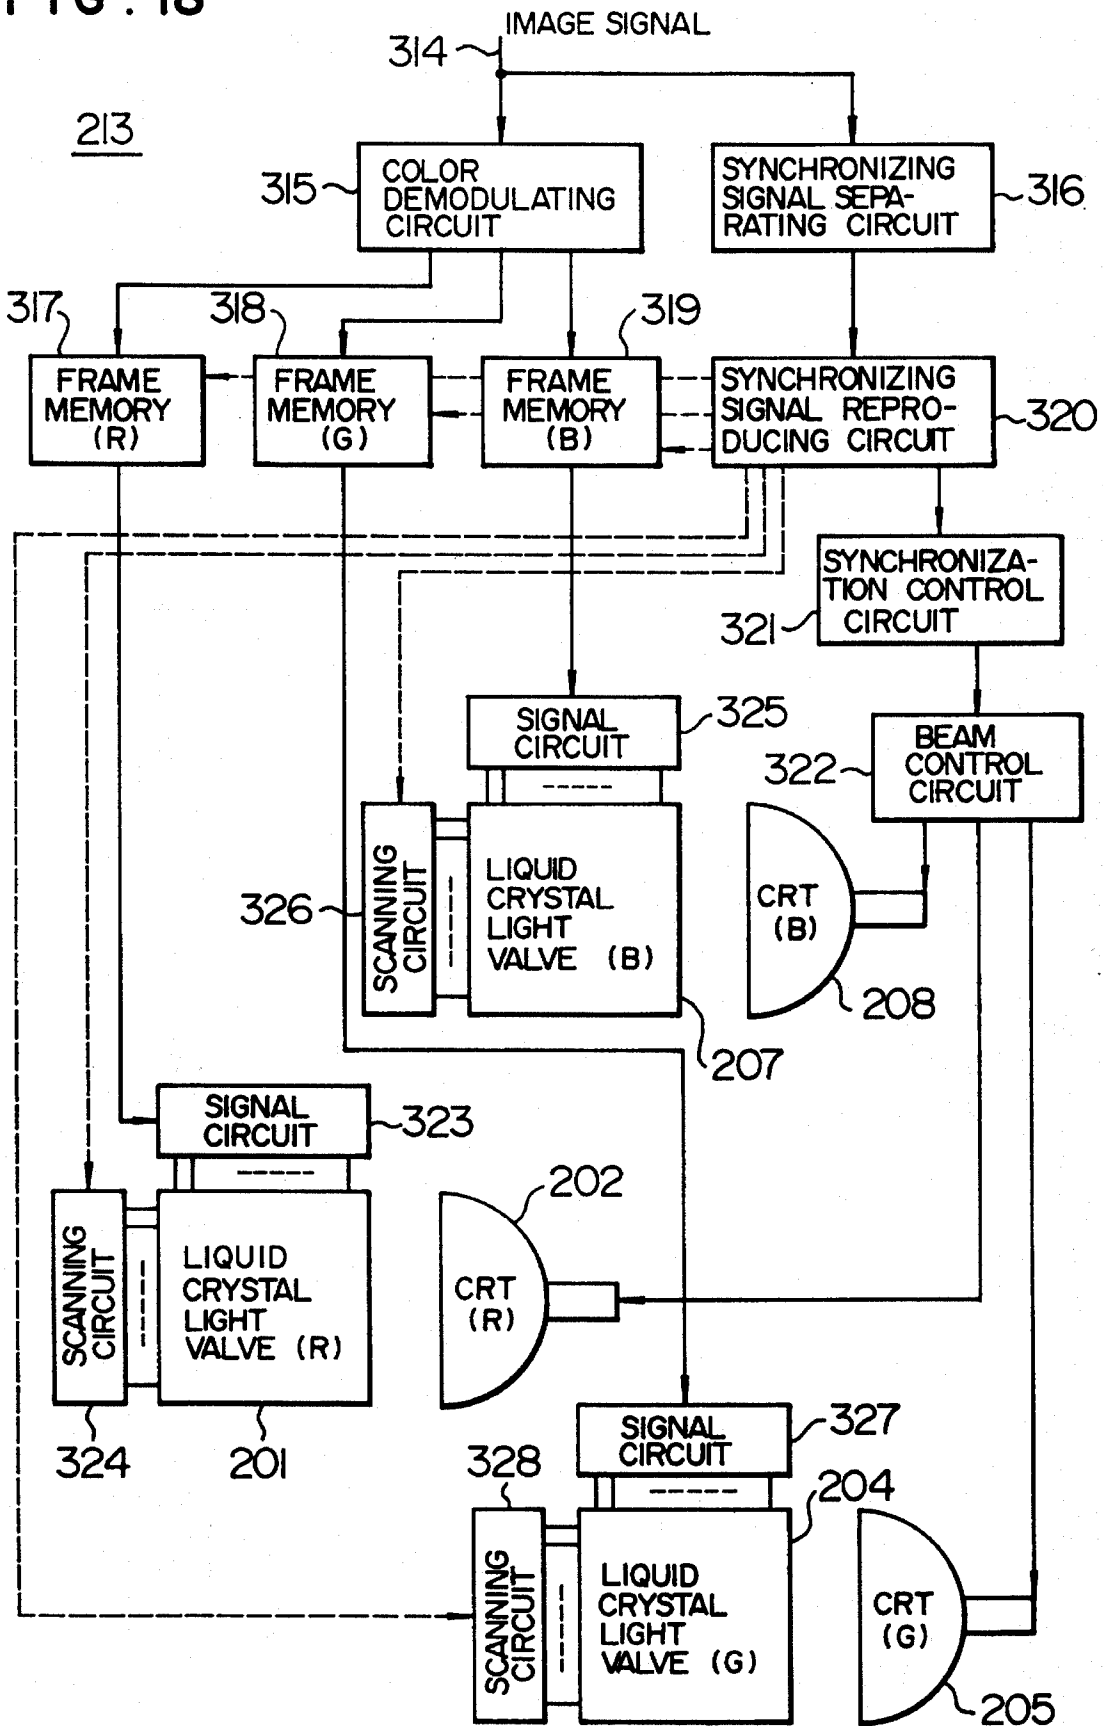 FIG. 18
IMAGE SIGNAL
314
213
315
COLOR
DEMODULATING
CIRCUIT
SYNCHRONIZING
SIGNAL SEPA-
RATING CIRCUIT
316
317
318
319
FRAME
MEMORY
(R)
FRAME
MEMORY
(G)
FRAME
MEMORY
(B)
SYNCHRONIZING
SIGNAL REPRO-
DUCING CIRCUIT
320
SYNCHRONIZA-
TION CONTROL
CIRCUIT
321
SIGNAL
CIRCUIT
325
BEAM
CONTROL
CIRCUIT
322
326
SCANNING
CIRCUIT
LIQUID
CRYSTAL
LIGHT
VALVE (B)
207
CRT
(B)
208
SIGNAL
CIRCUIT
323
SCANNING
CIRCUIT
324
LIQUID
CRYSTAL
LIGHT
VALVE (R)
201
202
CRT
(R)
SIGNAL
CIRCUIT
327
328
SCANNING
CIRCUIT
204
LIQUID
CRYSTAL
LIGHT
VALVE (G)
CRT
(G)
205